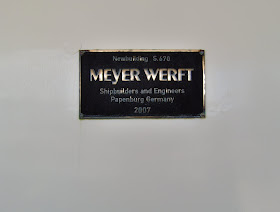 Newbuilding S.670
MEYER WERFT
Shipbuilders and Engineers
Papenburg Germany
2007